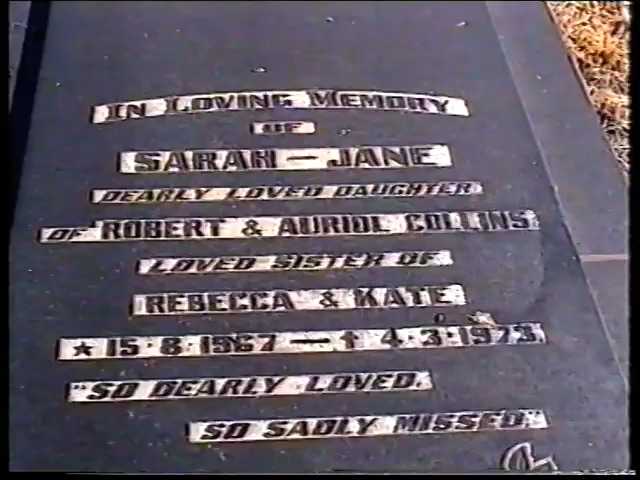 IN LOVING MEMORY
OF
SARAH - JANE
DEARLY LOVED DAUGHTER
OF ROBERT & AURIOL COLLINS
LOVED SISTER OF
REBECCA & KATE
★ 15·8·1967 — ✝ 4·3·1973.
"SO DEARLY LOVED.
SO SADLY MISSED"